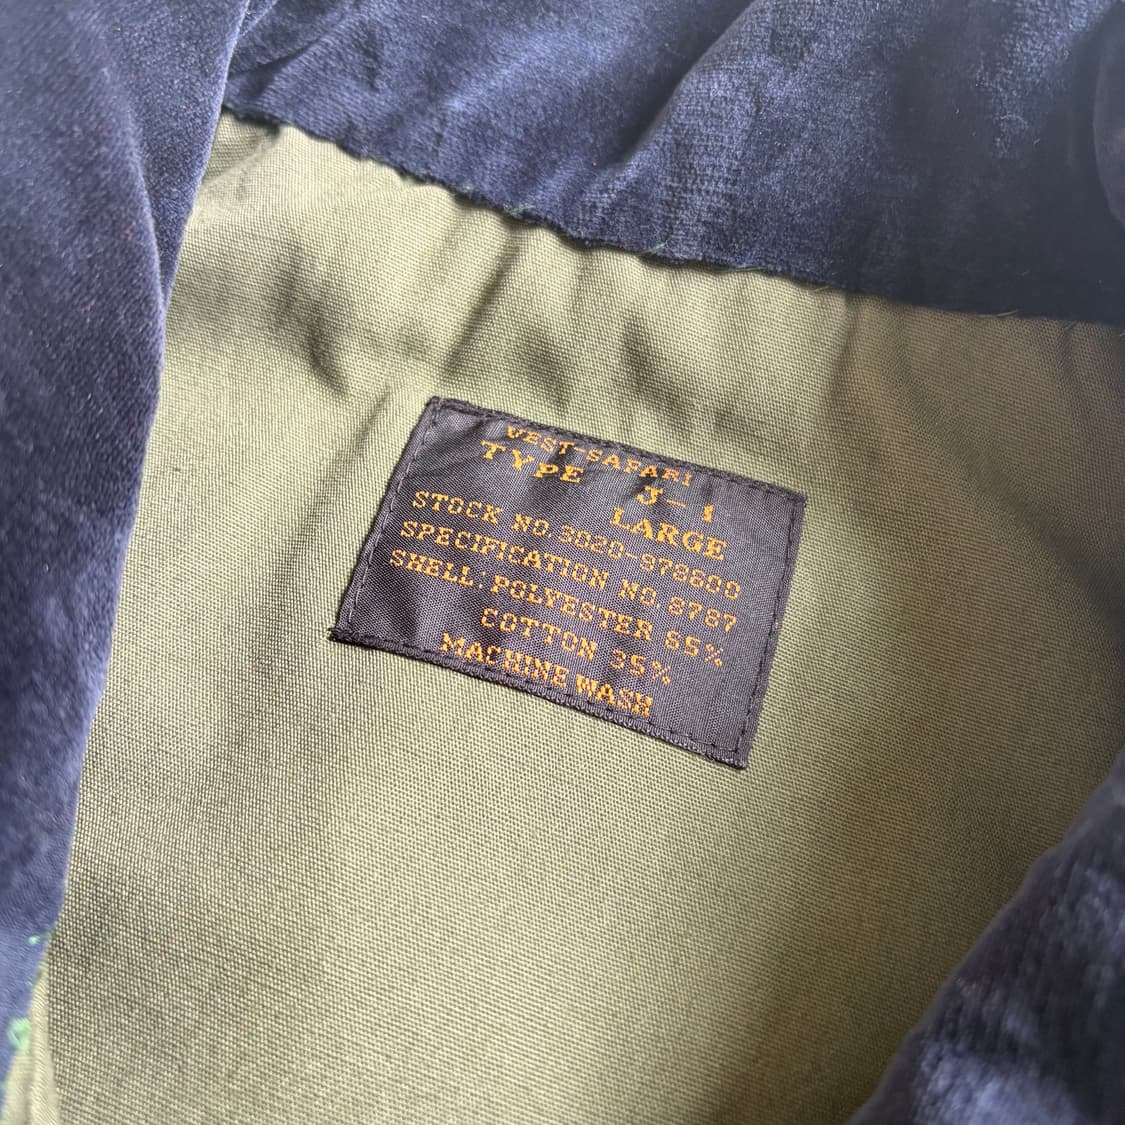 VEST-SAFARI
TYPE J-1
LARGE
STOCK NO.3020-978600
SPECIFICATION NO. 8787
SHELL: POLYESTER 65%
COTTON 35%
MACHINE WASH